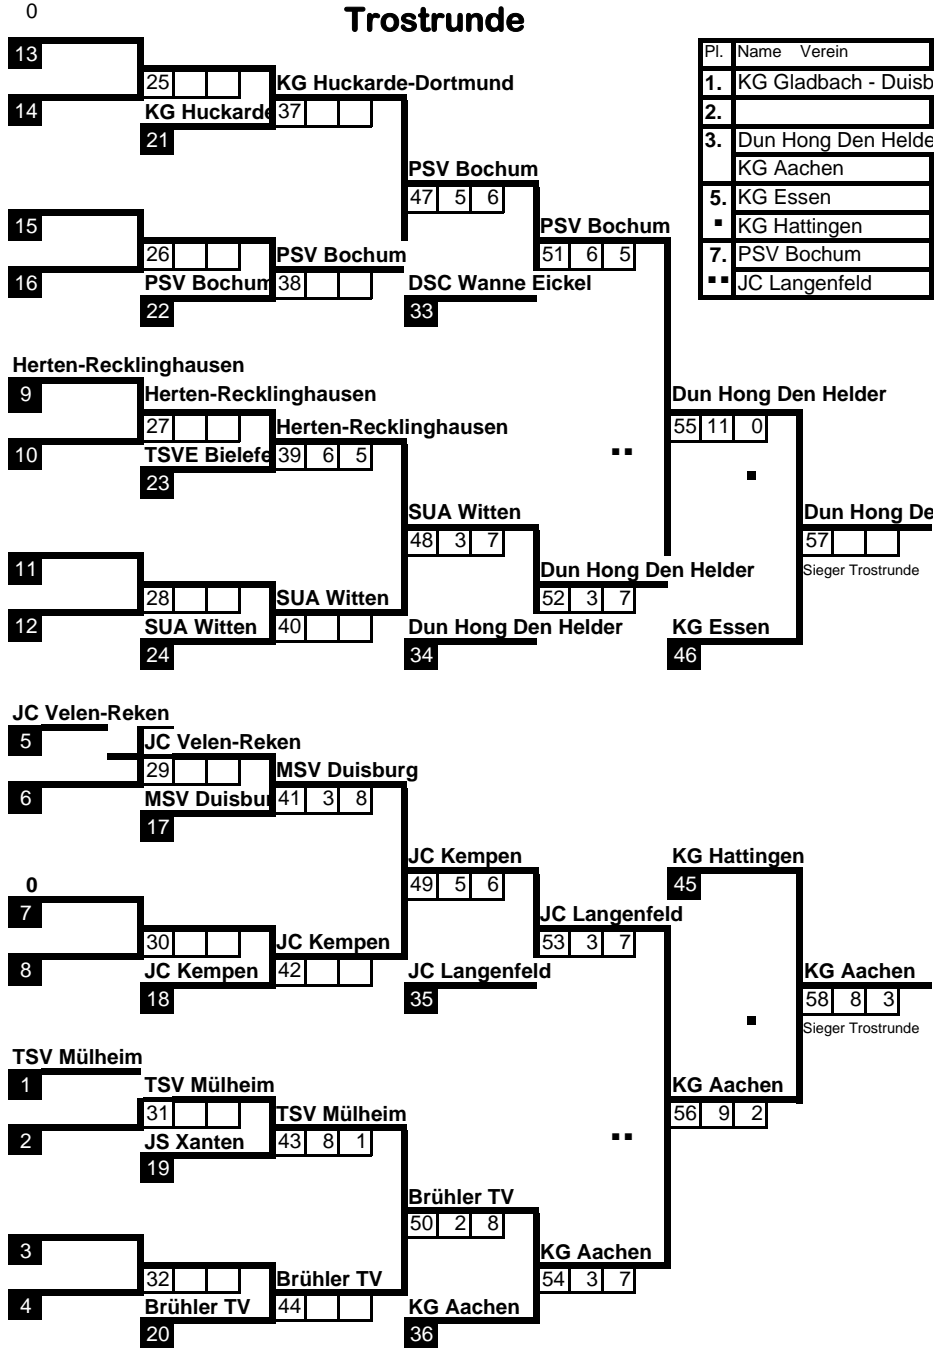 0
Trostrunde
13
Pl. Name Verein
25 KG Huckarde-Dortmund
1. KG Gladbach - Duisb
14 KG Huckarde 37
2.
21
3. Dun Hong Den Helde
PSV Bochum
KG Aachen
47 5 6
5. KG Essen
15 PSV Bochum
▪ KG Hattingen
26 PSV Bochum 51 6 5
7. PSV Bochum
16 PSV Bochum 38 DSC Wanne Eickel
▪▪ JC Langenfeld
22 33
Herten-Recklinghausen
9 Herten-Recklinghausen Dun Hong Den Helder
27 Herten-Recklinghausen 55 11 0
10 TSVE Bielefe 39 6 5 ▪▪
23 ▪
SUA Witten Dun Hong De
48 3 7 57
11 Dun Hong Den Helder Sieger Trostrunde
28 SUA Witten 52 3 7
12 SUA Witten 40 Dun Hong Den Helder KG Essen
24 34 46
JC Velen-Reken
5 JC Velen-Reken
29 MSV Duisburg
6 MSV Duisbur 41 3 8
17
JC Kempen KG Hattingen
0 49 5 6 45
7 JC Langenfeld
30 JC Kempen 53 3 7
8 JC Kempen 42 JC Langenfeld KG Aachen
18 35 58 8 3
▪ Sieger Trostrunde
TSV Mülheim
1 TSV Mülheim KG Aachen
31 TSV Mülheim 56 9 2
2 JS Xanten 43 8 1 ▪▪
19
Brühler TV
50 2 8
3 KG Aachen
32 Brühler TV 54 3 7
4 Brühler TV 44 KG Aachen
20 36